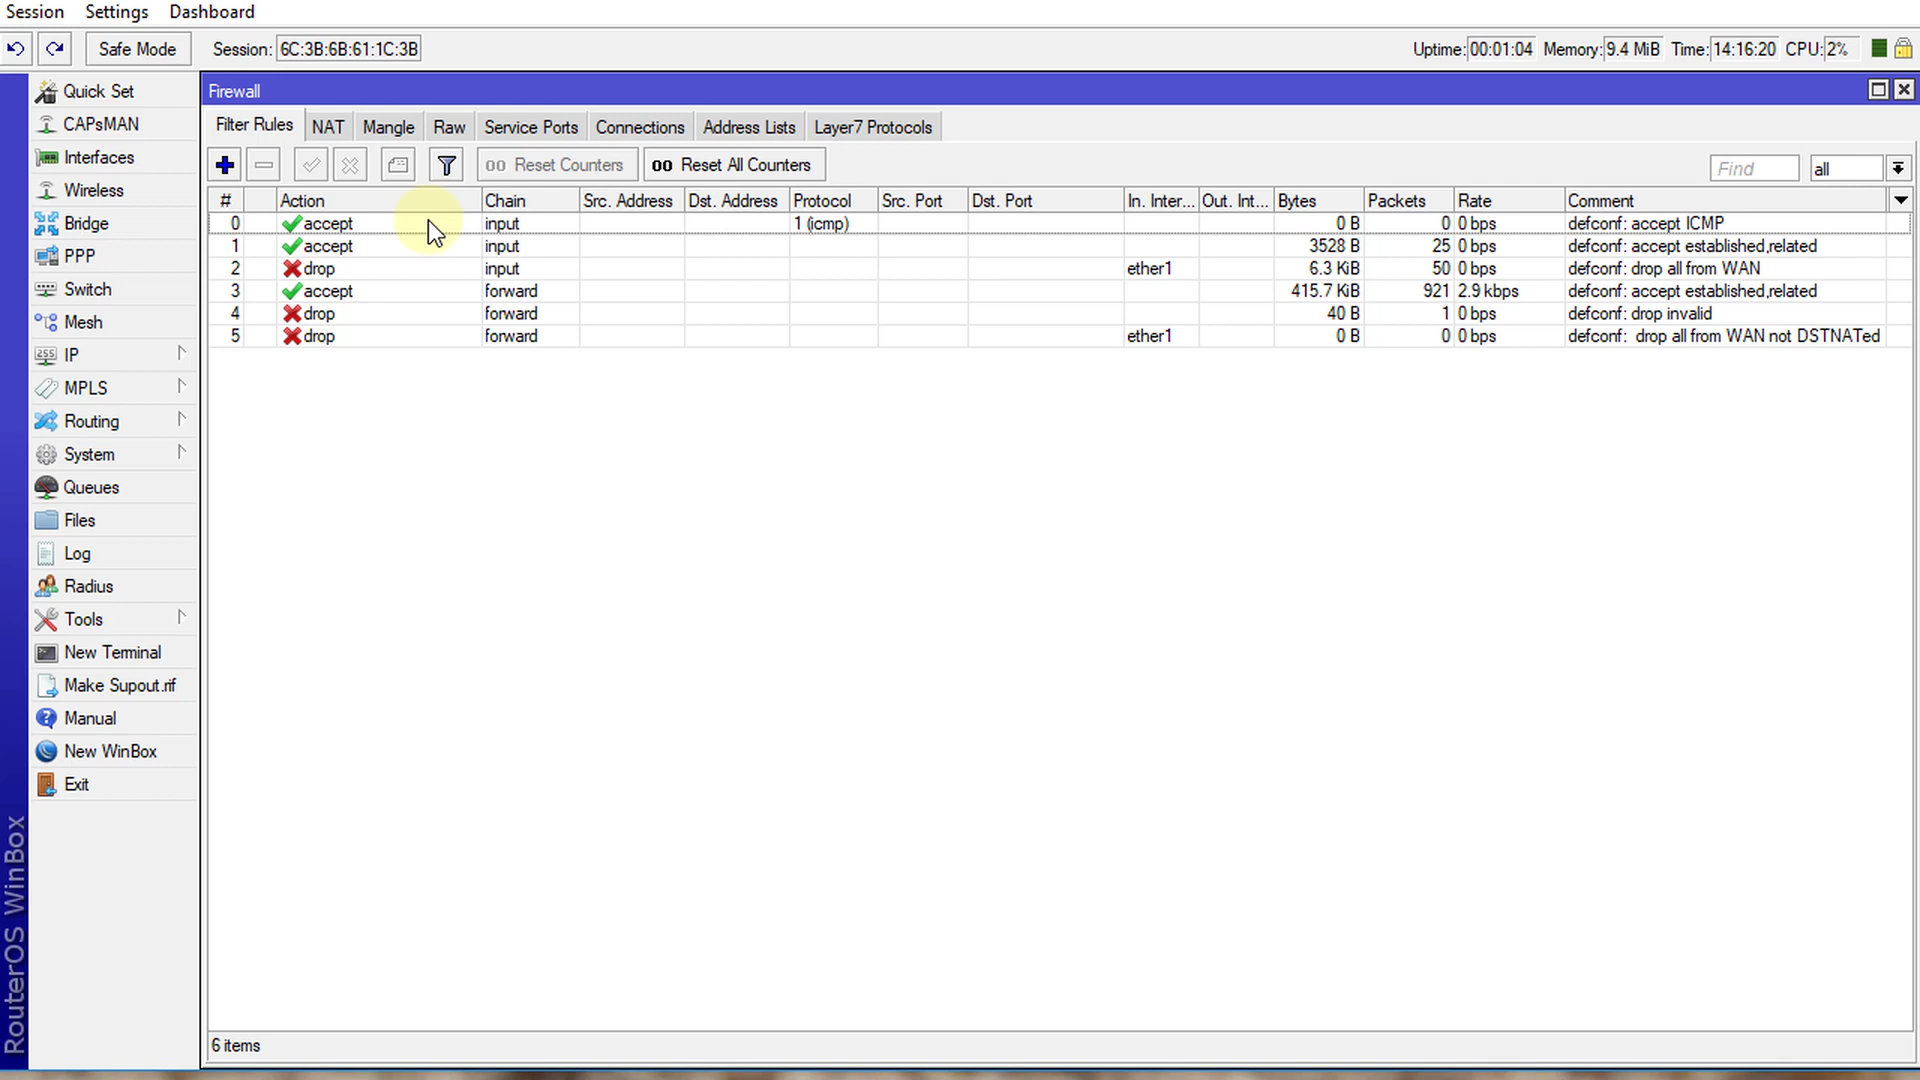 Session Settings Dashboard
Safe Mode Session: 6C:3B:6B:61:1C:3B Uptime: 00:01:04 Memory: 9.4 MiB Time: 14:16:20 CPU: 2%
Quick Set
CAPsMAN
Interfaces
Wireless
Bridge
PPP
Switch
Mesh
255 IP
MPLS
Routing
System
Queues
Files
Log
Radius
Tools
New Terminal
Make Supout.rif
Manual
New WinBox
Exit
RouterOS WinBox
Firewall
Filter Rules NAT Mangle Raw Service Ports Connections Address Lists Layer7 Protocols
00 Reset Counters 00 Reset All Counters Find all
# Action Chain Src. Address Dst. Address Protocol Src. Port Dst. Port In. Inter... Out. Int... Bytes Packets Rate Comment
0 accept input 1 (icmp) 0 B 0 0 bps defconf: accept ICMP
1 accept input 3528 B 25 0 bps defconf: accept established,related
2 drop input ether1 6.3 KiB 50 0 bps defconf: drop all from WAN
3 accept forward 415.7 KiB 921 2.9 kbps defconf: accept established,related
4 drop forward 40 B 1 0 bps defconf: drop invalid
5 drop forward ether1 0 B 0 0 bps defconf:  drop all from WAN not DSTNATed
6 items